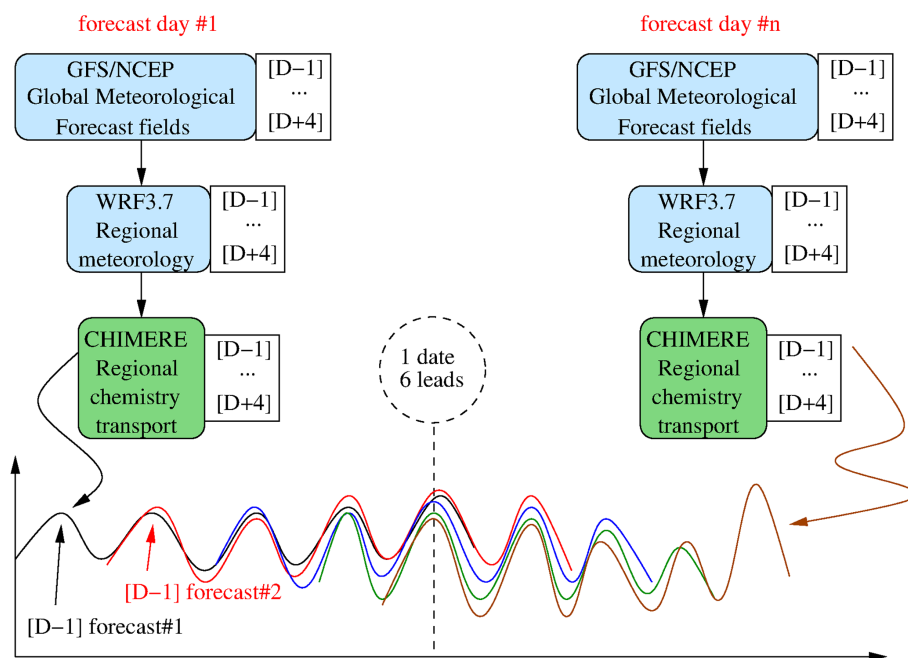 forecast day #1
forecast day #n
GFS/NCEP
Global Meteorological
Forecast fields
[D−1]
...
[D+4]
GFS/NCEP
Global Meteorological
Forecast fields
[D−1]
...
[D+4]
WRF3.7
Regional
meteorology
[D−1]
...
[D+4]
WRF3.7
Regional
meteorology
[D−1]
...
[D+4]
CHIMERE
Regional
chemistry
transport
[D−1]
...
[D+4]
1 date
6 leads
CHIMERE
Regional
chemistry
transport
[D−1]
...
[D+4]
[D−1] forecast#2
[D−1] forecast#1